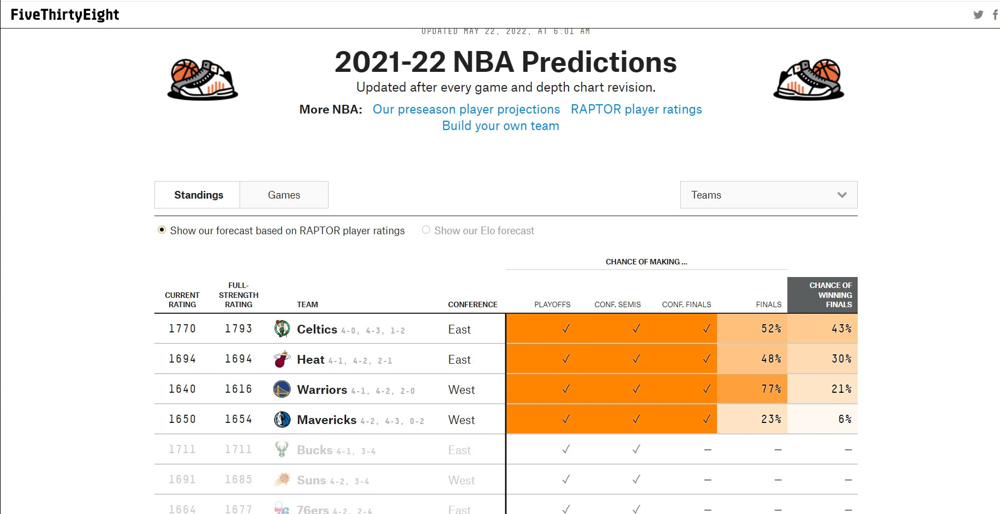 FiveThirtyEight
UPDATED MAY 22, 2022, AT 6:01 AM
2021-22 NBA Predictions
Updated after every game and depth chart revision.
More NBA: Our preseason player projections RAPTOR player ratings
Build your own team
Standings Games Teams
Show our forecast based on RAPTOR player ratings Show our Elo forecast
CHANCE OF MAKING ...
CURRENT RATING FULL-STRENGTH RATING TEAM CONFERENCE PLAYOFFS CONF. SEMIS CONF. FINALS FINALS CHANCE OF WINNING FINALS
1770 1793 Celtics 4-0, 4-3, 1-2 East ✓ ✓ ✓ 52% 43%
1694 1694 Heat 4-1, 4-2, 2-1 East ✓ ✓ ✓ 48% 30%
1640 1616 Warriors 4-1, 4-2, 2-0 West ✓ ✓ ✓ 77% 21%
1650 1654 Mavericks 4-2, 4-3, 0-2 West ✓ ✓ ✓ 23% 6%
1711 1711 Bucks 4-1, 3-4 East ✓ ✓ — — —
1691 1685 Suns 4-2, 3-4 West ✓ ✓ — — —
1664 1677 76ers 4-2, 2-4 East ✓ ✓ — — —